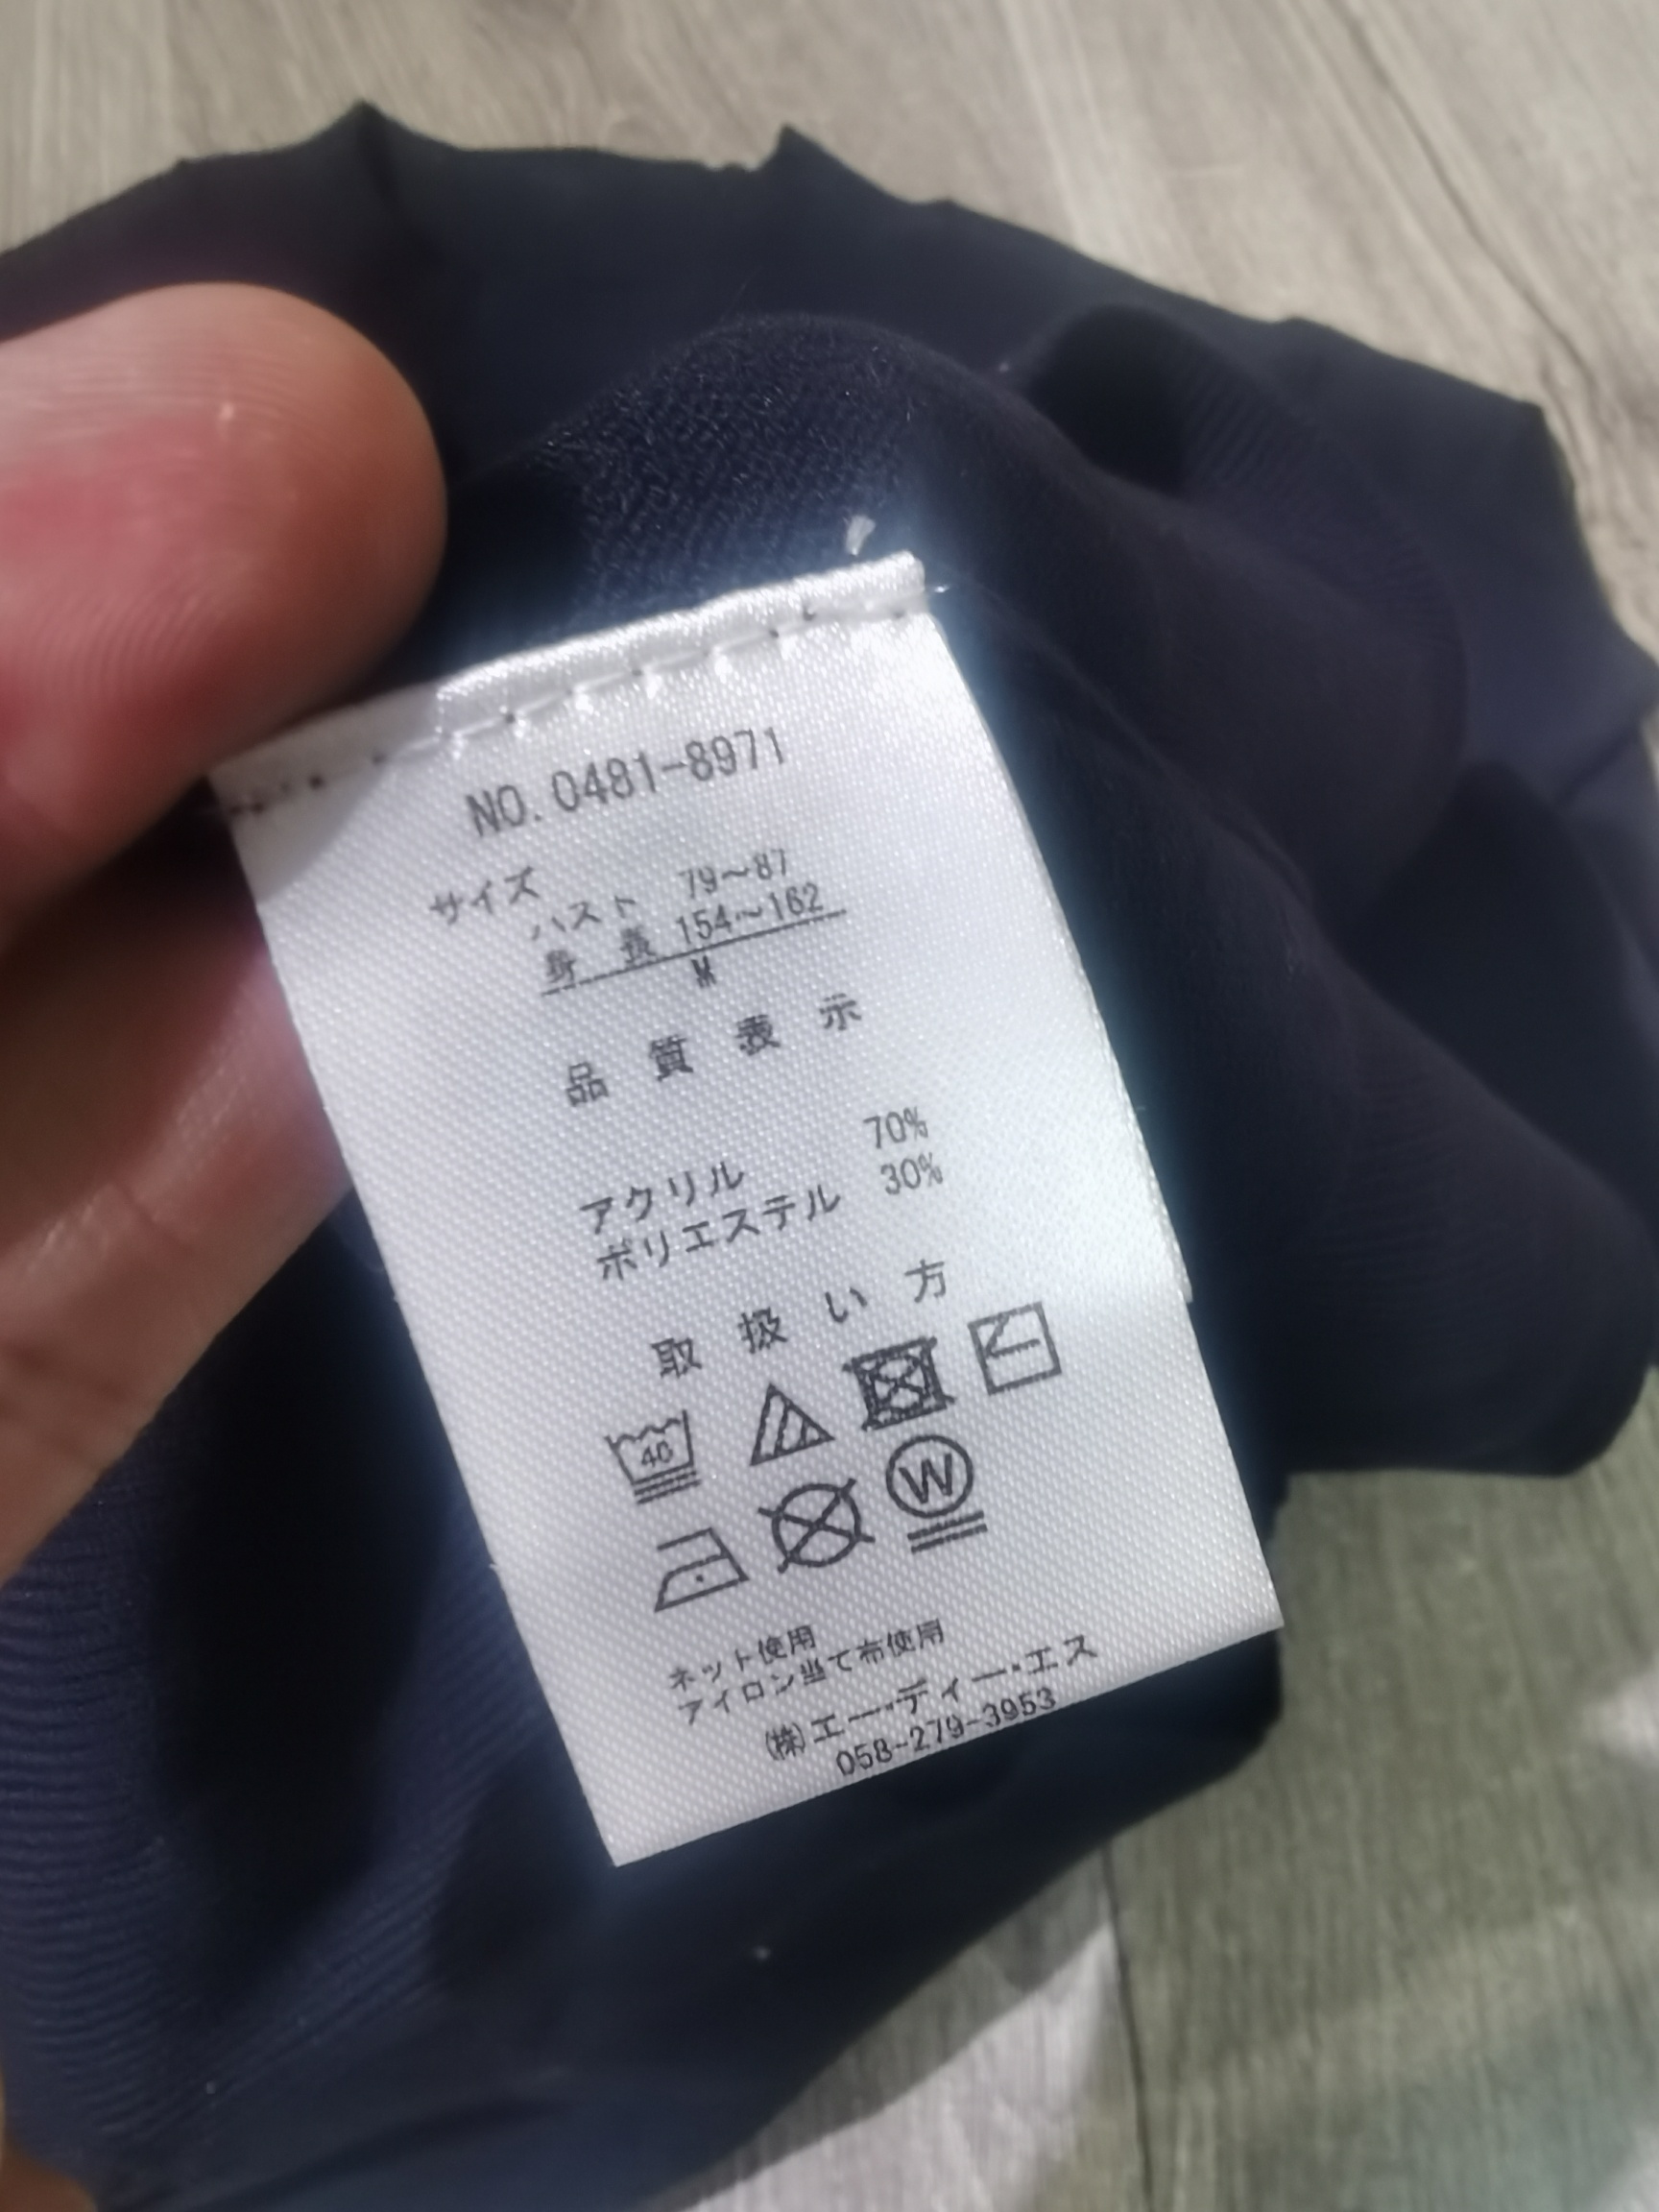 NO. 0481-8971
サイズ
バスト 79～87
身 長 154～162
M
品 質 表 示
アクリル 70%
ポリエステル 30%
取 扱 い 方
40
W
ネット使用
アイロン当て布使用
㈱エー・ディー・エス
058-279-3953